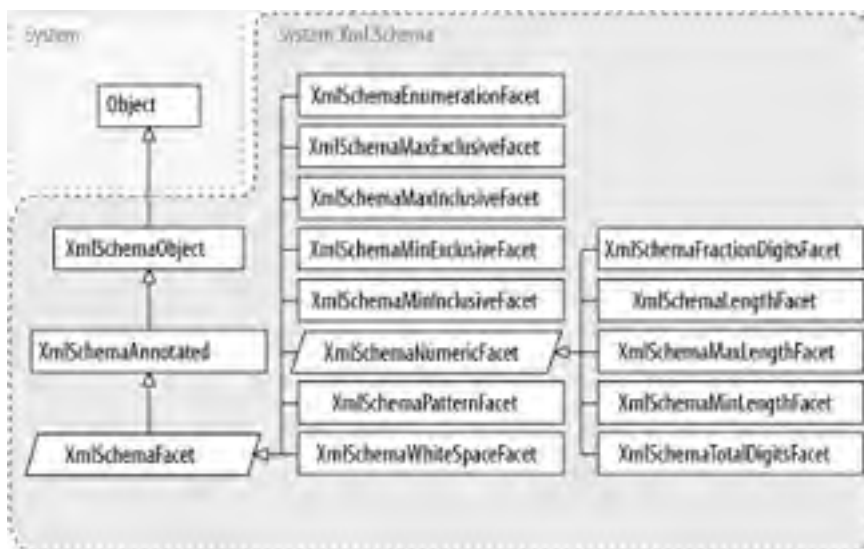 System
System.Xml.Schema
Object
XmlSchemaObject
XmlSchemaAnnotated
XmlSchemaFacet
XmlSchemaEnumerationFacet
XmlSchemaMaxExclusiveFacet
XmlSchemaMaxInclusiveFacet
XmlSchemaMinExclusiveFacet
XmlSchemaMinInclusiveFacet
XmlSchemaNumericFacet
XmlSchemaPatternFacet
XmlSchemaWhiteSpaceFacet
XmlSchemaFractionDigitsFacet
XmlSchemaLengthFacet
XmlSchemaMaxLengthFacet
XmlSchemaMinLengthFacet
XmlSchemaTotalDigitsFacet